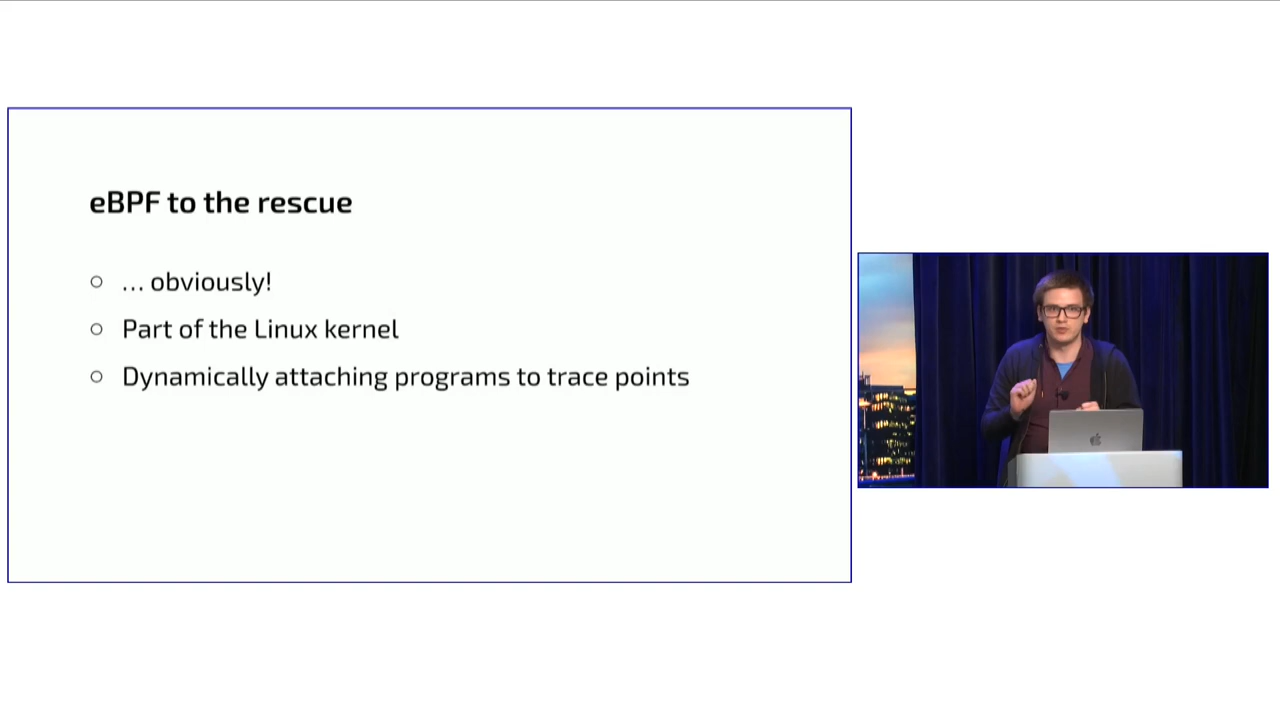 eBPF to the rescue
… obviously!
Part of the Linux kernel
Dynamically attaching programs to trace points